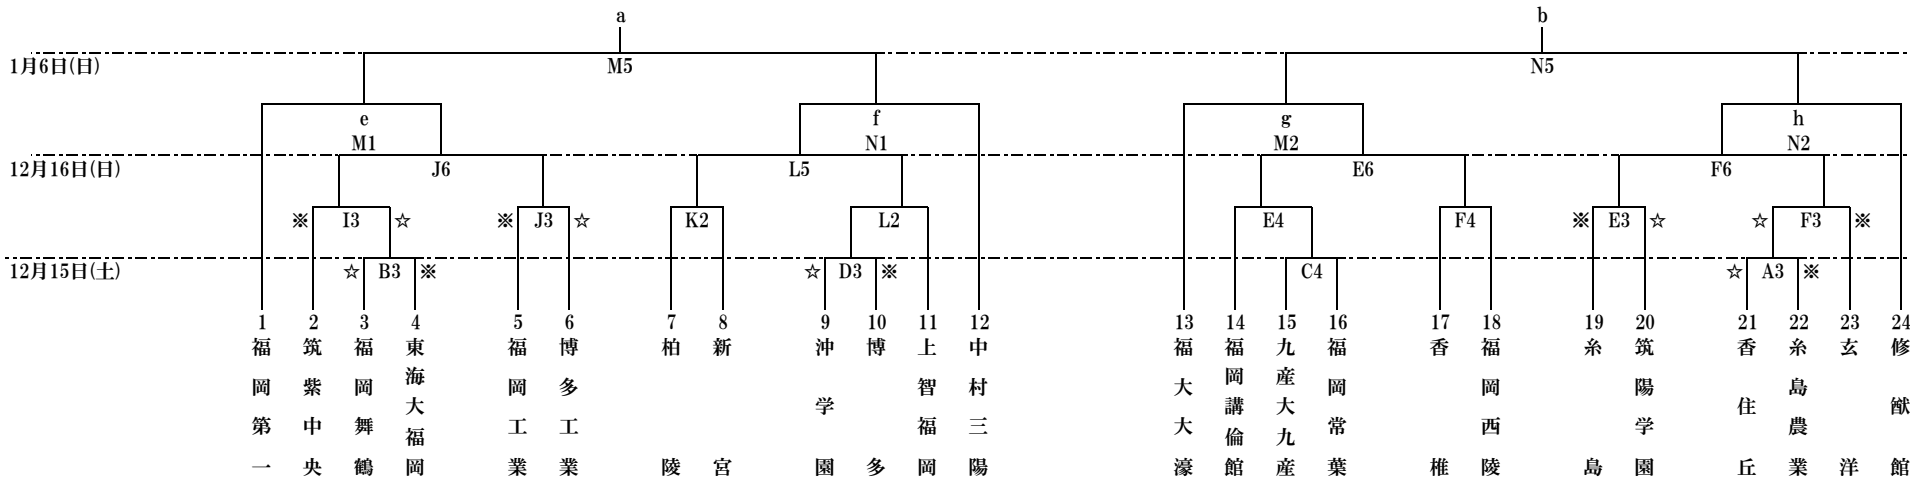 a b
1月6日(日) M5 N5
e f g h
M1 N1 M2 N2
12月16日(日) J6 L5 E6 F6
※ I3 ☆ ※ J3 ☆ K2 L2 E4 F4 ※ E3 ☆ ☆ F3 ※
12月15日(土) ☆ B3 ※ ☆ D3 ※ C4 ☆ A3 ※
1 2 3 4 5 6 7 8 9 10 11 12 13 14 15 16 17 18 19 20 21 22 23 24
福岡第一
筑紫中央
福岡舞鶴
東海大福岡
福岡工業
博多工業
柏陵
新宮
沖学園
博多
上智福岡
中村三陽
福大大濠
福岡講倫館
九産大九産
福岡常葉
香椎
福岡西陵
糸島
筑陽学園
香住丘
糸島農業
玄洋
修猷館